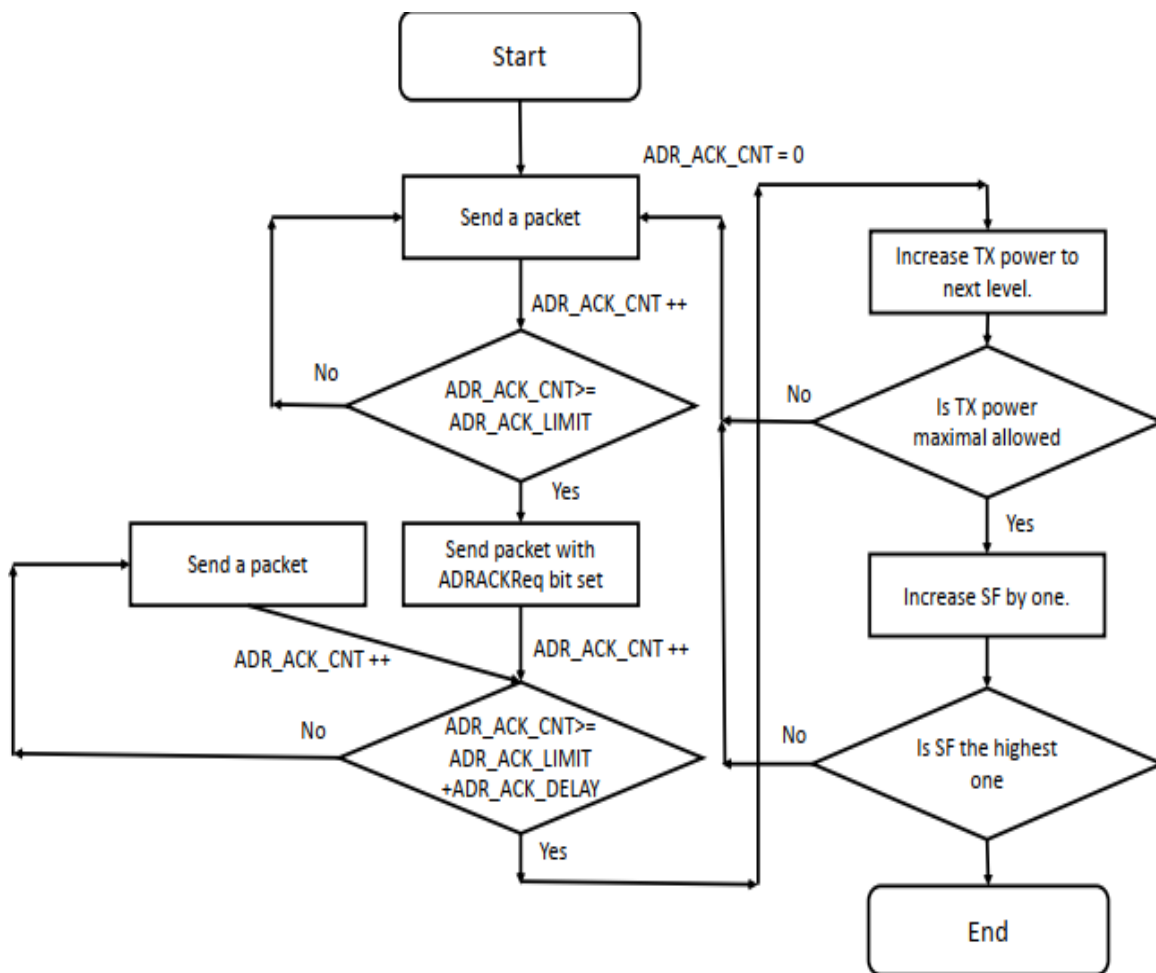 Start
ADR_ACK_CNT = 0
Send a packet
ADR_ACK_CNT ++
No
ADR_ACK_CNT>=
ADR_ACK_LIMIT
Yes
Send a packet
Send packet with
ADRACKReq bit set
ADR_ACK_CNT ++
ADR_ACK_CNT ++
No
ADR_ACK_CNT>=
ADR_ACK_LIMIT
+ADR_ACK_DELAY
Yes
Increase TX power to
next level.
No
Is TX power
maximal allowed
Yes
Increase SF by one.
No
Is SF the highest
one
End